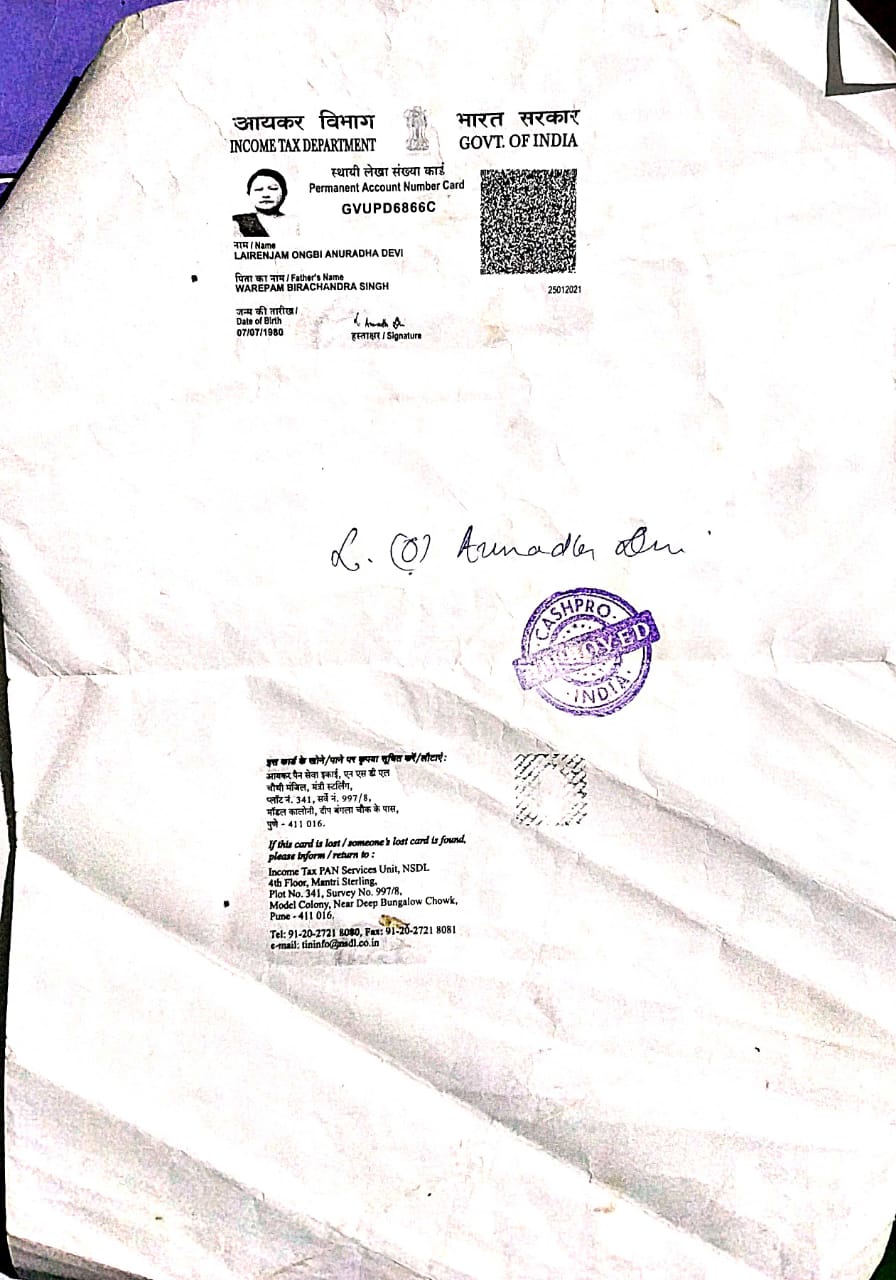 आयकर विभाग
INCOME TAX DEPARTMENT
भारत सरकार
GOVT. OF INDIA
स्थायी लेखा संख्या कार्ड
Permanent Account Number Card
GVUPD6866C
नाम / Name
LAIRENJAM ONGBI ANURADHA DEVI
पिता का नाम / Father's Name
WAREPAM BIRACHANDRA SINGH
25012021
जन्म की तारीख /
Date of Birth
07/07/1980
हस्ताक्षर / Signature
L. (O) Anuradha Devi
CASHPRO
INDIA
इस कार्ड के खोने/पाने पर कृपया सूचित करें/लौटाएं:
आयकर पैन सेवा इकाई, एन एस डी एल
चौथी मंजिल, मंत्री स्टर्लिंग,
प्लॉट नं. 341, सर्वे नं. 997/8,
मॉडल कालोनी, दीप बंगला चौक के पास,
पुणे - 411 016.
If this card is lost / someone's lost card is found,
please inform / return to :
Income Tax PAN Services Unit, NSDL
4th Floor, Mantri Sterling,
Plot No. 341, Survey No. 997/8,
Model Colony, Near Deep Bungalow Chowk,
Pune - 411 016.
Tel: 91-20-2721 8080, Fax: 91-20-2721 8081
e-mail: tininfo@nsdl.co.in